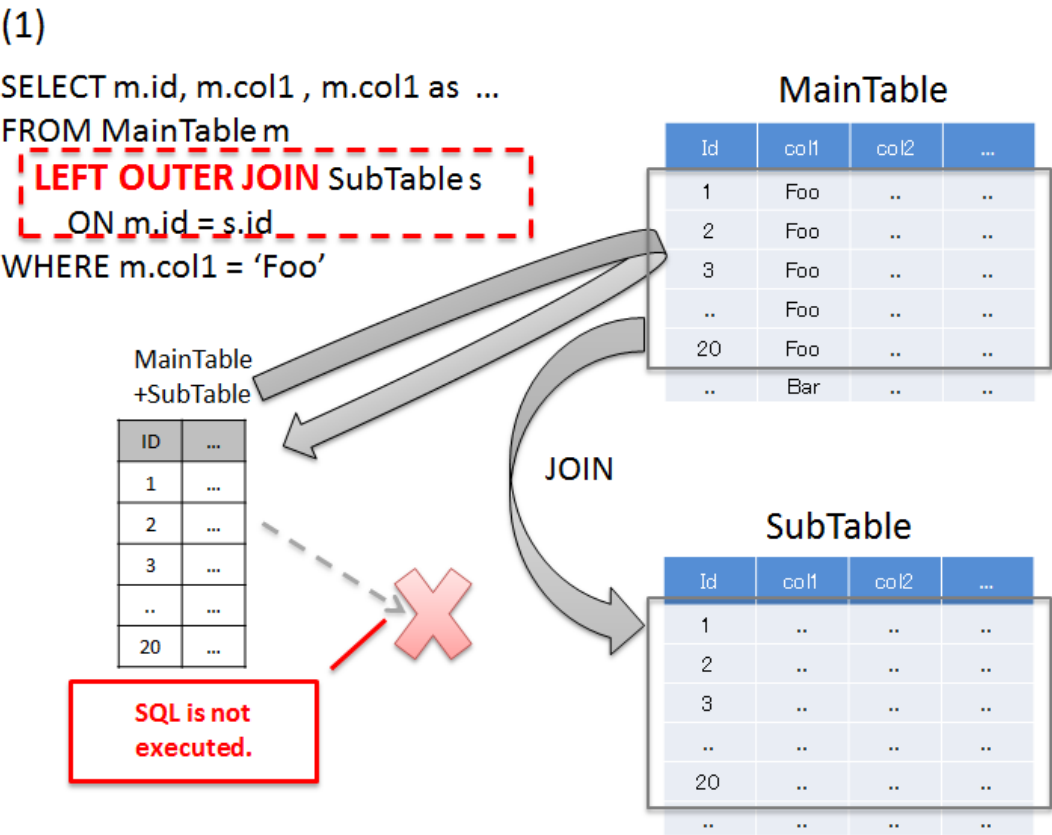 (1)
SELECT m.id, m.col1 , m.col1 as ...
FROM MainTable m
LEFT OUTER JOIN SubTable s
ON m.id = s.id
WHERE m.col1 = ‘Foo’
MainTable
Id col1 col2 ...
1 Foo .. ..
2 Foo .. ..
3 Foo .. ..
.. Foo .. ..
20 Foo .. ..
.. Bar .. ..
MainTable
+SubTable
ID ...
1 ...
2 ...
3 ...
.. ...
20 ...
JOIN
SQL is not
executed.
SubTable
Id col1 col2 ...
1 .. .. ..
2 .. .. ..
3 .. .. ..
.. .. .. ..
20 .. .. ..
.. .. .. ..